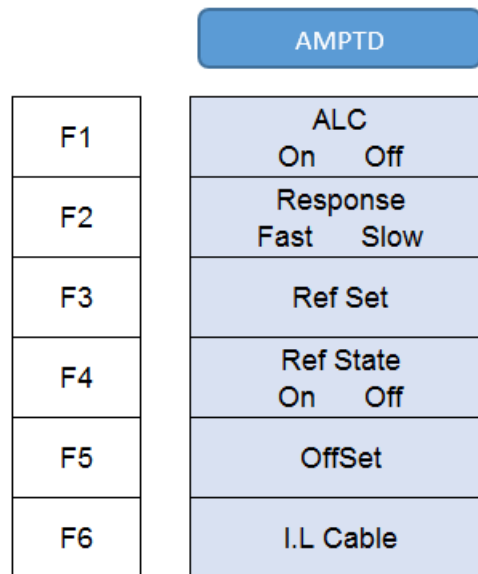 AMPTD
F1
ALC
On Off
F2
Response
Fast Slow
F3
Ref Set
F4
Ref State
On Off
F5
OffSet
F6
I.L Cable